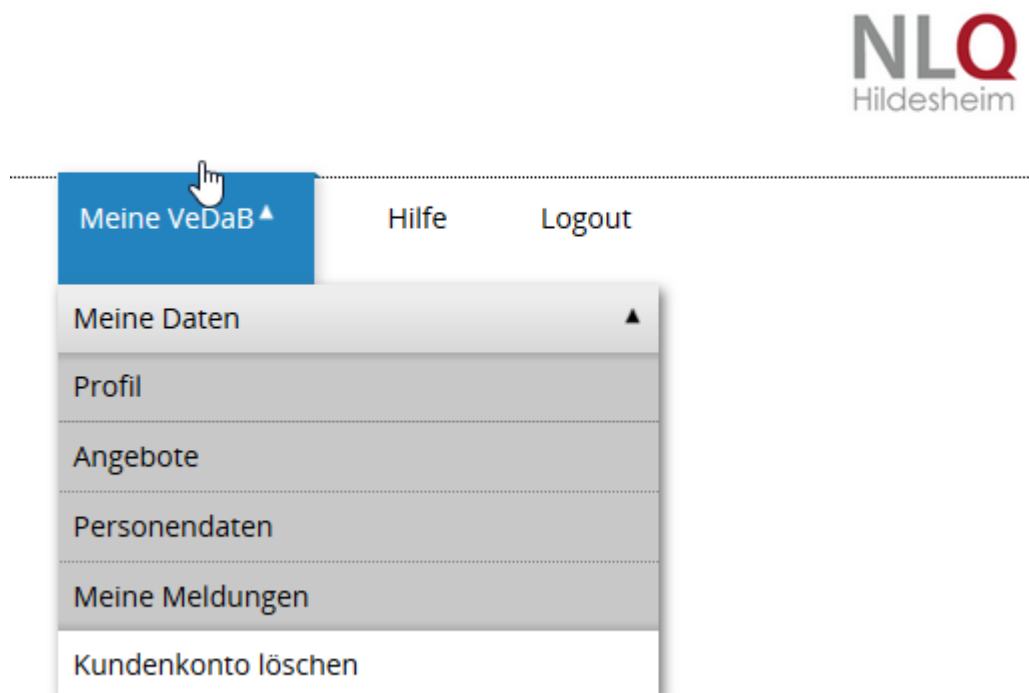 NLQ
Hildesheim
Meine VeDaB▲ Hilfe Logout
Meine Daten ▲
Profil
Angebote
Personendaten
Meine Meldungen
Kundenkonto löschen